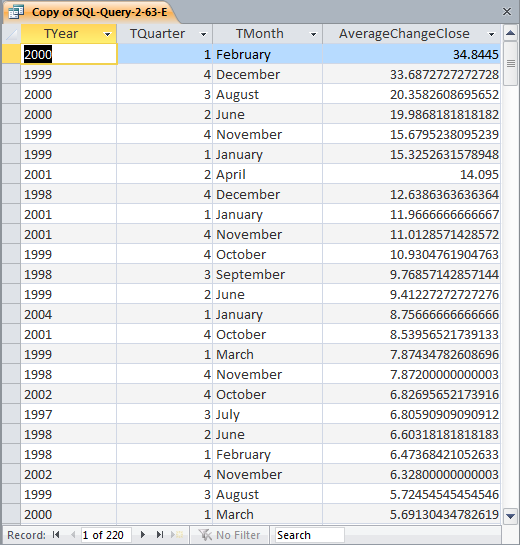 Copy of SQL-Query-2-63-E
TYear TQuarter TMonth AverageChangeClose
2000 1 February 34.8445
1999 4 December 33.6872727272728
2000 3 August 20.3582608695652
2000 2 June 19.9868181818182
1999 4 November 15.6795238095239
1999 1 January 15.3252631578948
2001 2 April 14.095
1998 4 December 12.6386363636364
2001 1 January 11.9666666666667
2001 4 November 11.0128571428572
1999 4 October 10.9304761904763
1998 3 September 9.76857142857144
1999 2 June 9.41227272727276
2004 1 January 8.75666666666666
2001 4 October 8.53956521739133
1999 1 March 7.87434782608696
1998 4 November 7.87200000000003
2002 4 October 6.82695652173916
1997 3 July 6.80590909090912
1998 2 June 6.60318181818183
1998 1 February 6.47368421052633
2002 4 November 6.32800000000003
1999 3 August 5.72454545454546
2000 1 March 5.69130434782619
Record: 1 of 220 No Filter Search